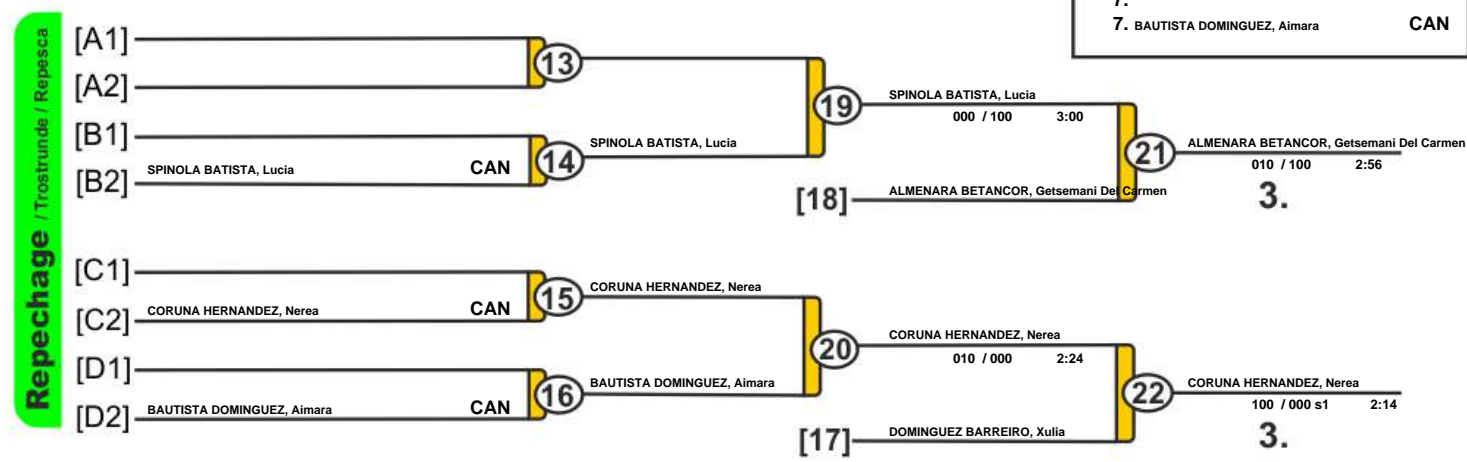 7.
7. BAUTISTA DOMINGUEZ, Aimara CAN
Repechage / Trostrunde / Repesca
[A1]
13
[A2]
19
SPINOLA BATISTA, Lucia
000 / 100 3:00
[B1]
14
SPINOLA BATISTA, Lucia
[B2] SPINOLA BATISTA, Lucia CAN
21
ALMENARA BETANCOR, Getsemani Del Carmen
010 / 100 2:56
3.
[18] ALMENARA BETANCOR, Getsemani Del Carmen
[C1]
15
CORUNA HERNANDEZ, Nerea
[C2] CORUNA HERNANDEZ, Nerea CAN
20
CORUNA HERNANDEZ, Nerea
010 / 000 2:24
[D1]
16
BAUTISTA DOMINGUEZ, Aimara
[D2] BAUTISTA DOMINGUEZ, Aimara CAN
22
CORUNA HERNANDEZ, Nerea
100 / 000 s1 2:14
3.
[17] DOMINGUEZ BARREIRO, Xulia